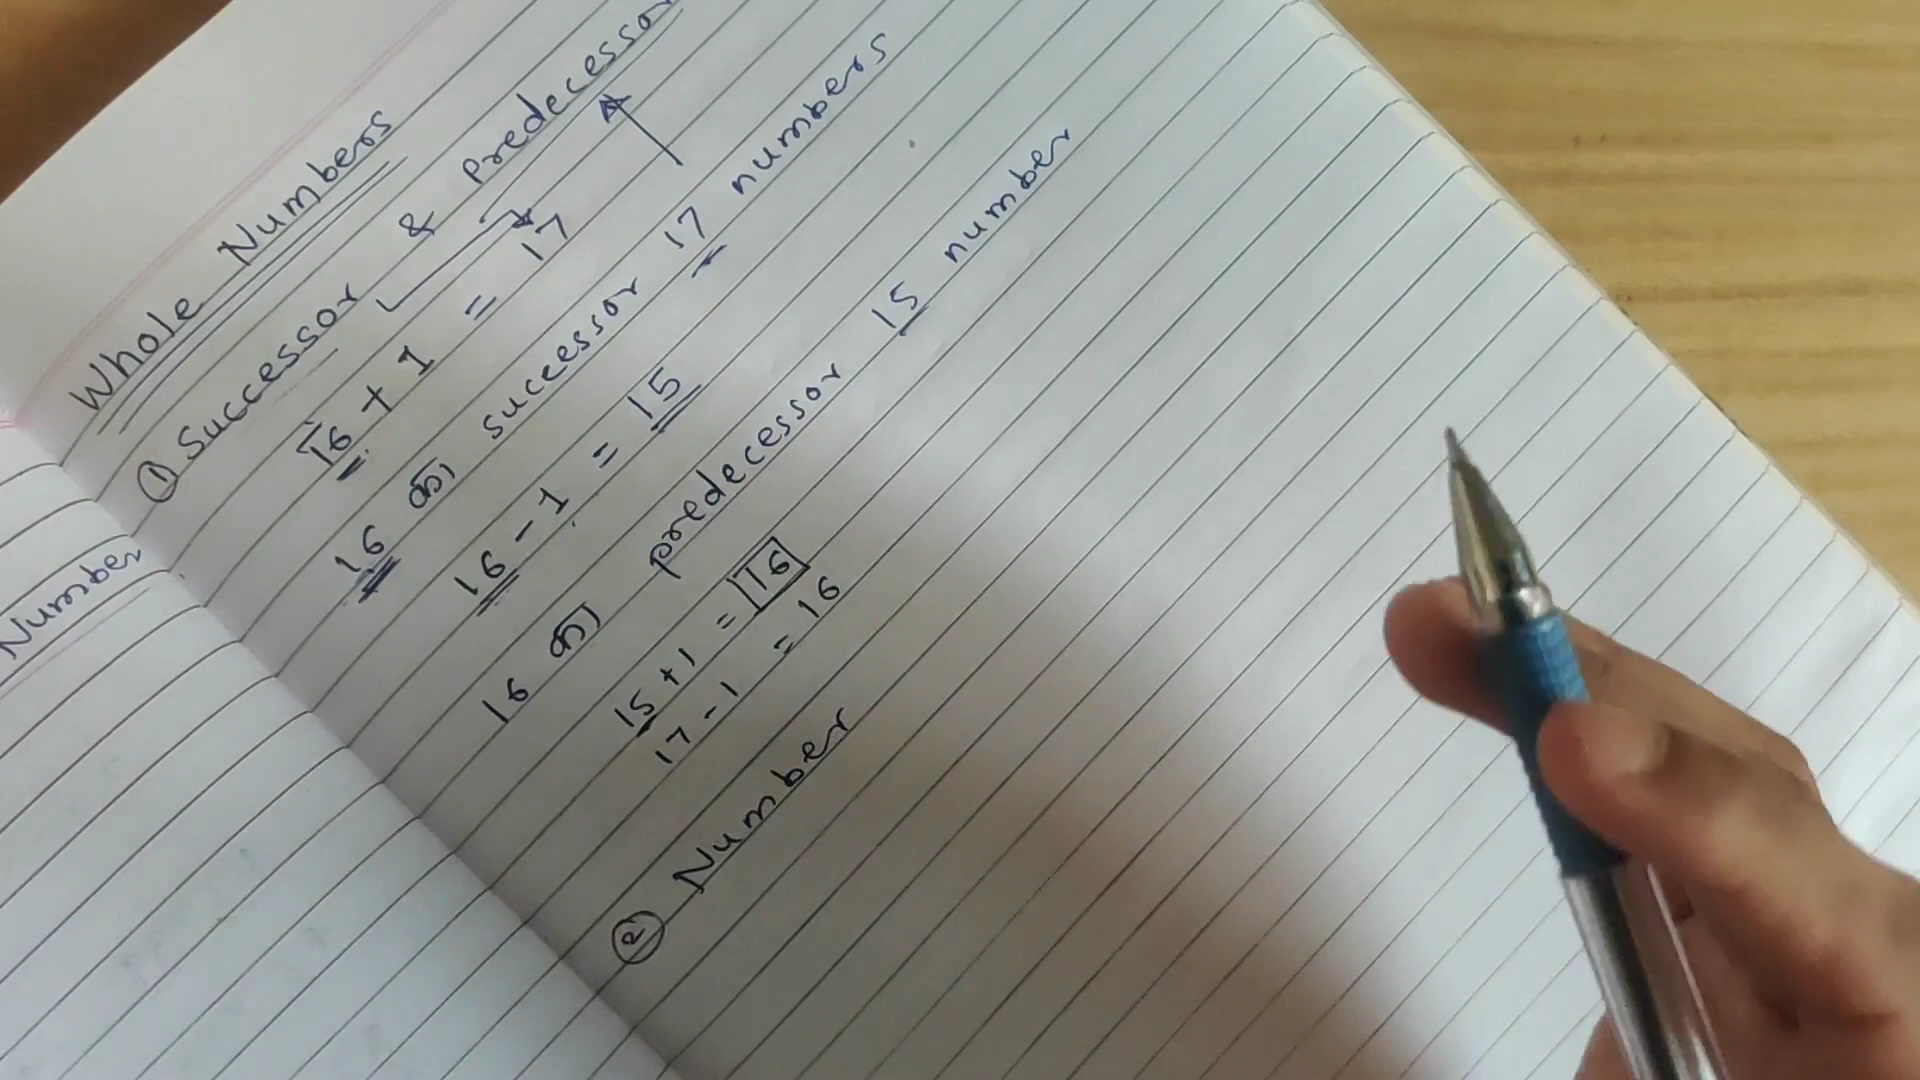 Whole Numbers
① Successor & Predecessor
16 + 1 = 17
16 का successor 17 numbers
16 - 1 = 15
16 का predecessor 15 number
15 + 1 = 16
17 - 1 = 16
② Number
Number